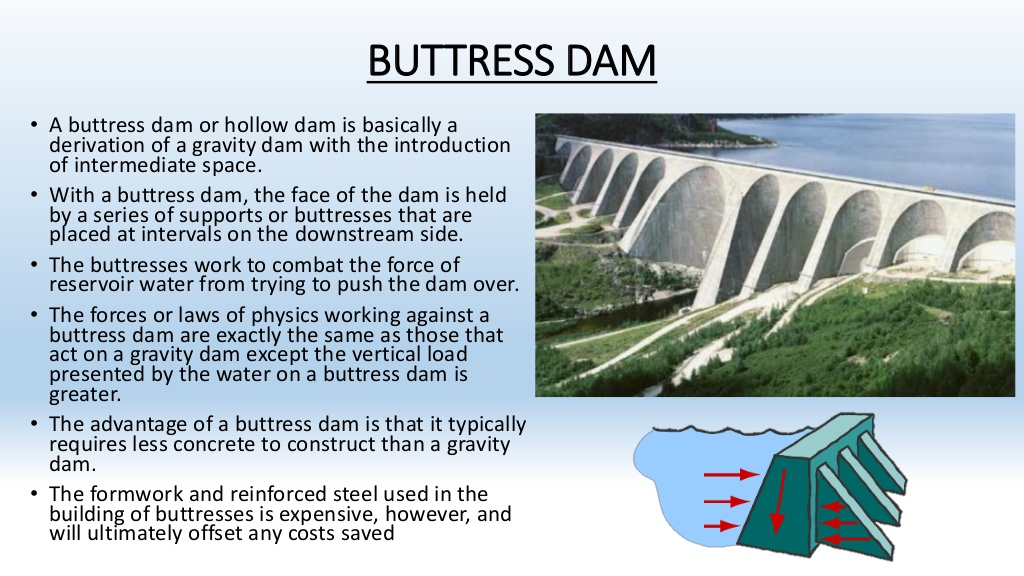 BUTTRESS DAM
• A buttress dam or hollow dam is basically a
derivation of a gravity dam with the introduction
of intermediate space.
• With a buttress dam, the face of the dam is held
by a series of supports or buttresses that are
placed at intervals on the downstream side.
• The buttresses work to combat the force of
reservoir water from trying to push the dam over.
• The forces or laws of physics working against a
buttress dam are exactly the same as those that
act on a gravity dam except the vertical load
presented by the water on a buttress dam is
greater.
• The advantage of a buttress dam is that it typically
requires less concrete to construct than a gravity
dam.
• The formwork and reinforced steel used in the
building of buttresses is expensive, however, and
will ultimately offset any costs saved